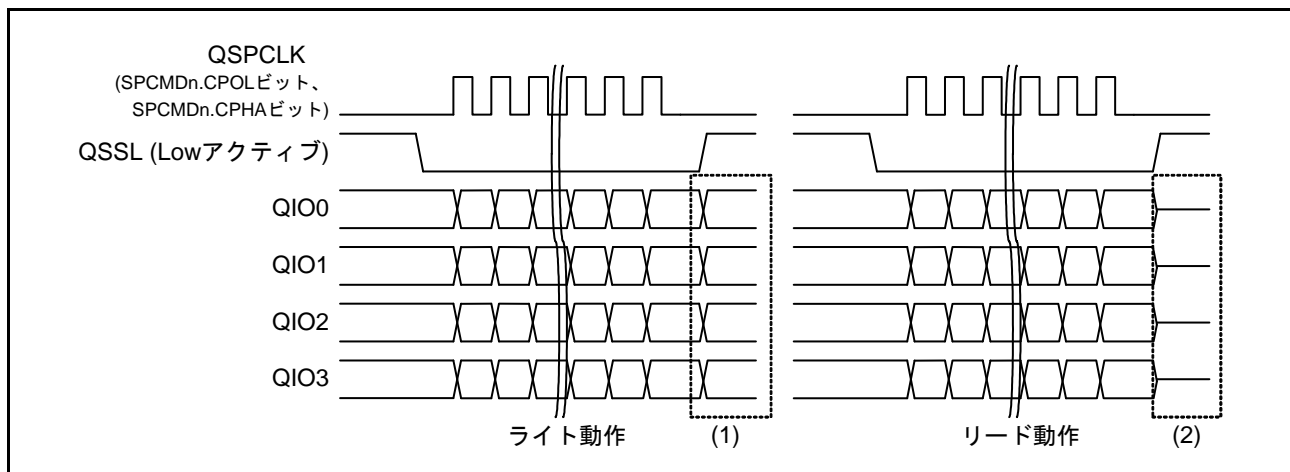 QSPCLK
(SPCMDn.CPOLビット、
SPCMDn.CPHAビット)
QSSL (Lowアクティブ)
QIO0
QIO1
QIO2
QIO3
ライト動作
(1)
リード動作
(2)